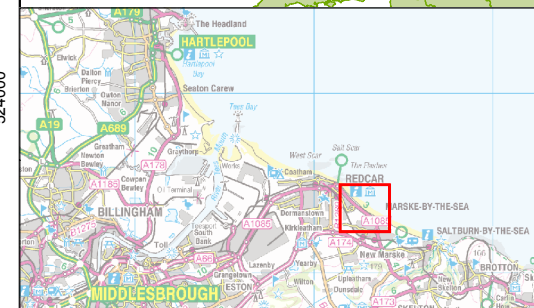 A179
The Headland
HARTLEPOOL
Elwick
Hartlepool
Bay
Dalton
Piercy
Brierton
Owton
Manor
Seaton Carew
524000
Tees Bay
A19
A689
Greatham
Graythorp
West Scar
Salt Scar
The Flashes
Newton
Bewley
A178
Works
Coatham
REDCAR
A1185
Cowpen
Bewley
Oil Terminal
MARSKE-BY-THE-SEA
BILLINGHAM
Dormanstown
A1085
A1085
Teesport
South
Bank
Kirkleatham
SALTBURN-BY-THE-SEA
B1275
Toll
A174
New Marske
166
A66
Grangetown
Lazenby
Yearby
Upleatham
BROTTON
MIDDLESBROUGH
ESTON
Wilton
Dunsdale
A173
SKELTON